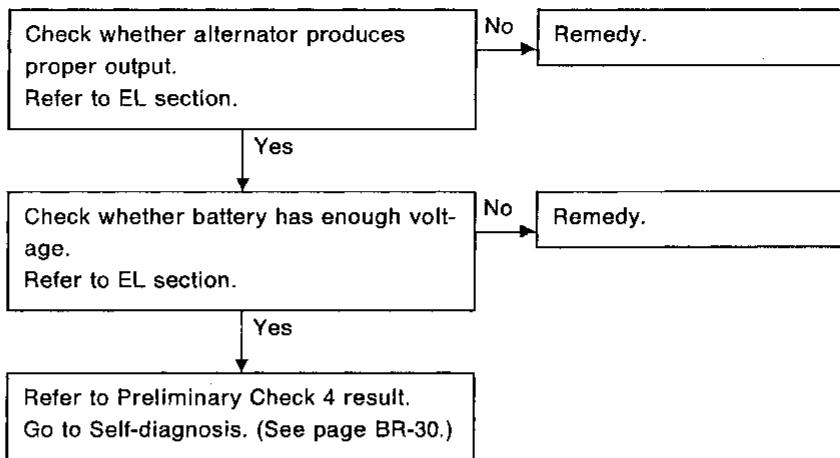 Check whether alternator produces
proper output.
Refer to EL section.
No
Remedy.
Yes
Check whether battery has enough volt-
age.
Refer to EL section.
No
Remedy.
Yes
Refer to Preliminary Check 4 result.
Go to Self-diagnosis. (See page BR-30.)